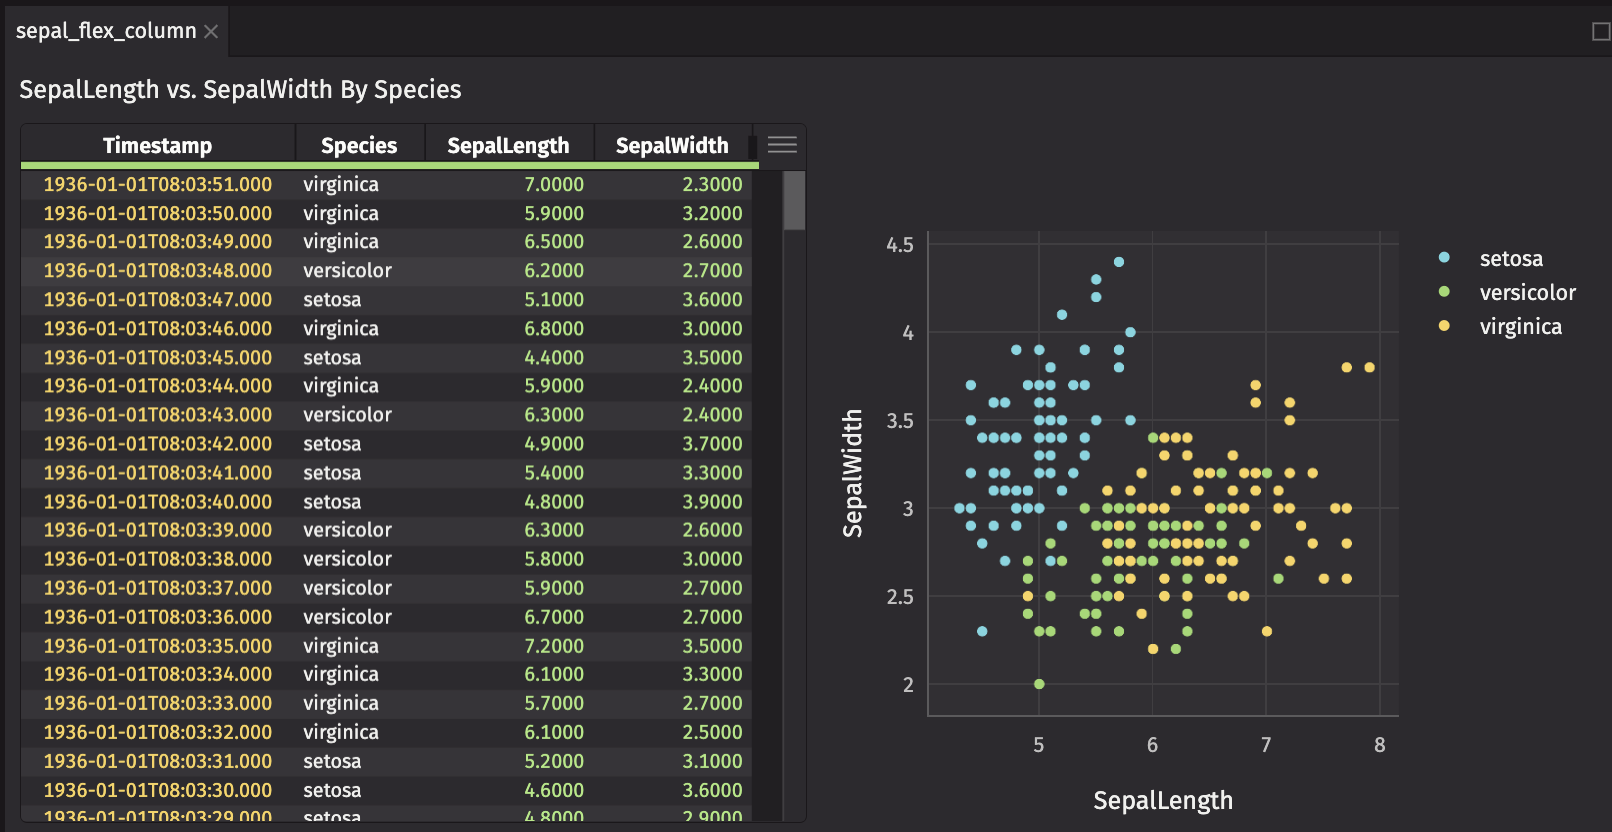 sepal_flex_column
SepalLength vs. SepalWidth By Species
Timestamp Species SepalLength SepalWidth
1936-01-01T08:03:51.000 virginica 7.0000 2.3000
1936-01-01T08:03:50.000 virginica 5.9000 3.2000
1936-01-01T08:03:49.000 virginica 6.5000 2.6000
1936-01-01T08:03:48.000 versicolor 6.2000 2.7000
1936-01-01T08:03:47.000 setosa 5.1000 3.6000
1936-01-01T08:03:46.000 virginica 6.8000 3.0000
1936-01-01T08:03:45.000 setosa 4.4000 3.5000
1936-01-01T08:03:44.000 virginica 5.9000 2.4000
1936-01-01T08:03:43.000 versicolor 6.3000 2.4000
1936-01-01T08:03:42.000 setosa 4.9000 3.7000
1936-01-01T08:03:41.000 setosa 5.4000 3.3000
1936-01-01T08:03:40.000 setosa 4.8000 3.9000
1936-01-01T08:03:39.000 versicolor 6.3000 2.6000
1936-01-01T08:03:38.000 versicolor 5.8000 3.0000
1936-01-01T08:03:37.000 versicolor 5.9000 2.7000
1936-01-01T08:03:36.000 versicolor 6.7000 2.7000
1936-01-01T08:03:35.000 virginica 7.2000 3.5000
1936-01-01T08:03:34.000 virginica 6.1000 3.3000
1936-01-01T08:03:33.000 virginica 5.7000 2.7000
1936-01-01T08:03:32.000 virginica 6.1000 2.5000
1936-01-01T08:03:31.000 setosa 5.2000 3.1000
1936-01-01T08:03:30.000 setosa 4.6000 3.6000
1936-01-01T08:03:29.000 setosa 4.8000 2.9000
SepalWidth
4.5
4
3.5
3
2.5
2
5 6 7 8
SepalLength
setosa
versicolor
virginica